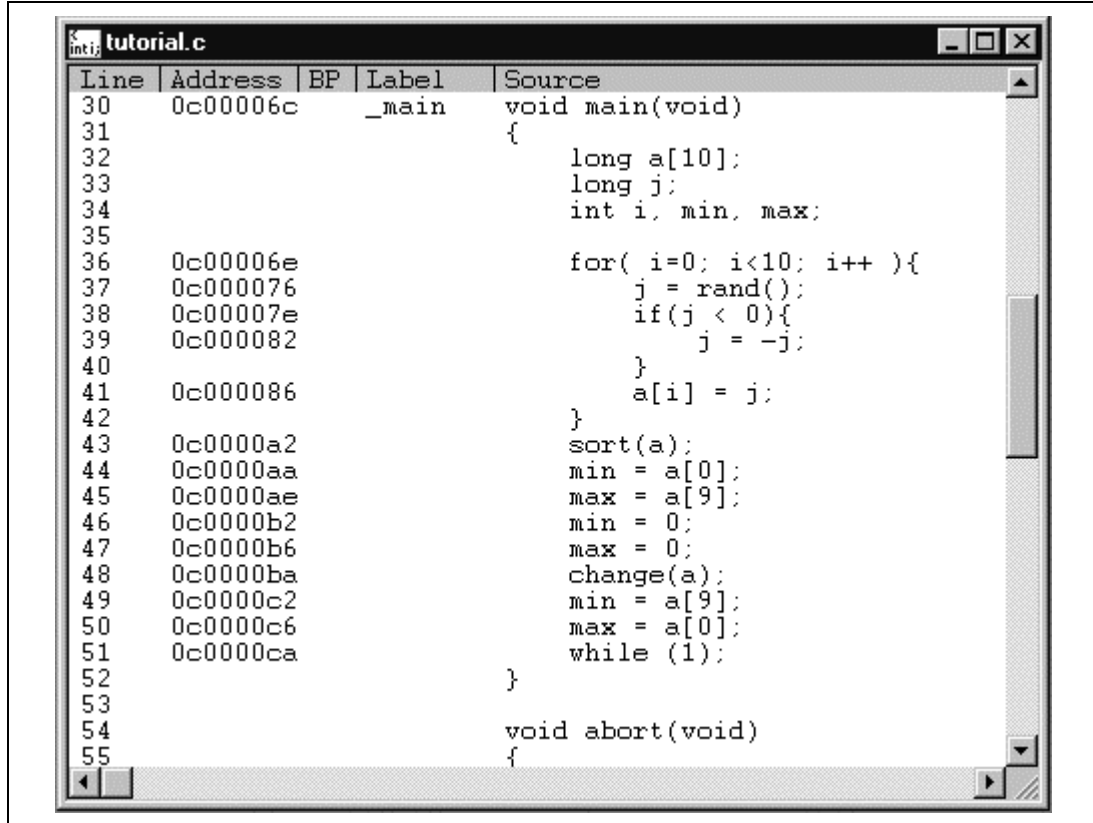 tutorial.c
Line Address BP Label Source
30 0c00006c _main void main(void)
31 {
32 long a[10];
33 long j;
34 int i, min, max;
35
36 0c00006e for( i=0; i<10; i++ ){
37 0c000076 j = rand();
38 0c00007e if(j < 0){
39 0c000082 j = -j;
40 }
41 0c000086 a[i] = j;
42 }
43 0c0000a2 sort(a);
44 0c0000aa min = a[0];
45 0c0000ae max = a[9];
46 0c0000b2 min = 0;
47 0c0000b6 max = 0;
48 0c0000ba change(a);
49 0c0000c2 min = a[9];
50 0c0000c6 max = a[0];
51 0c0000ca while (1);
52 }
53
54 void abort(void)
55 {